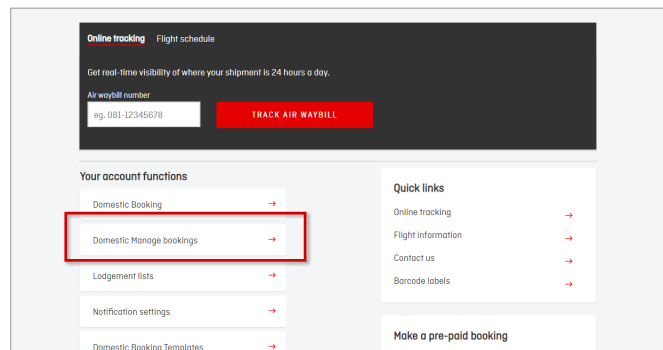 Online tracking Flight schedule
Get real-time visibility of where your shipment is 24 hours a day.
Air waybill number
eg. 081-12345678 TRACK AIR WAYBILL
Your account functions
Domestic Booking
Domestic Manage bookings
Lodgement lists
Notification settings
Domestic Booking Templates
Quick links
Online tracking
Flight information
Contact us
Barcode labels
Make a pre-paid booking